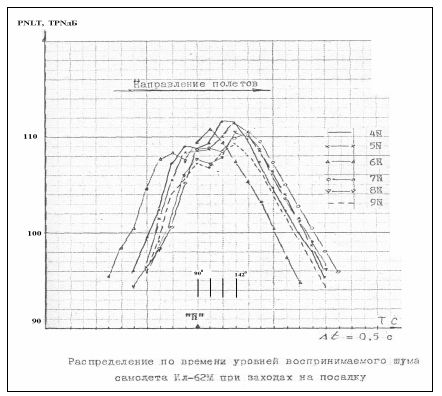 PNLT, TPNдБ
Направление полетов
110
4N
5N
6N
7N
8N
9N
100
90°
142°
"N"
90
T C
Δt = 0,5 с
Распределение по времени уровней воспринимаемого шума
самолета Ил-62М при заходах на посадку